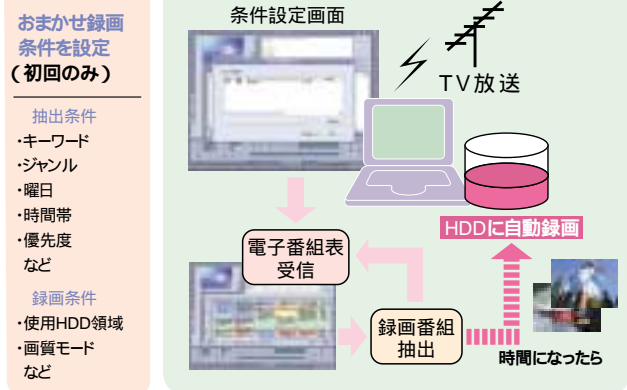 おまかせ録画
条件を設定
(初回のみ)
抽出条件
・キーワード
・ジャンル
・曜日
・時間帯
・優先度
など
録画条件
・使用HDD領域
・画質モード
など
条件設定画面
TV放送
HDDに自動録画
電子番組表
受信
録画番組
抽出
時間になったら